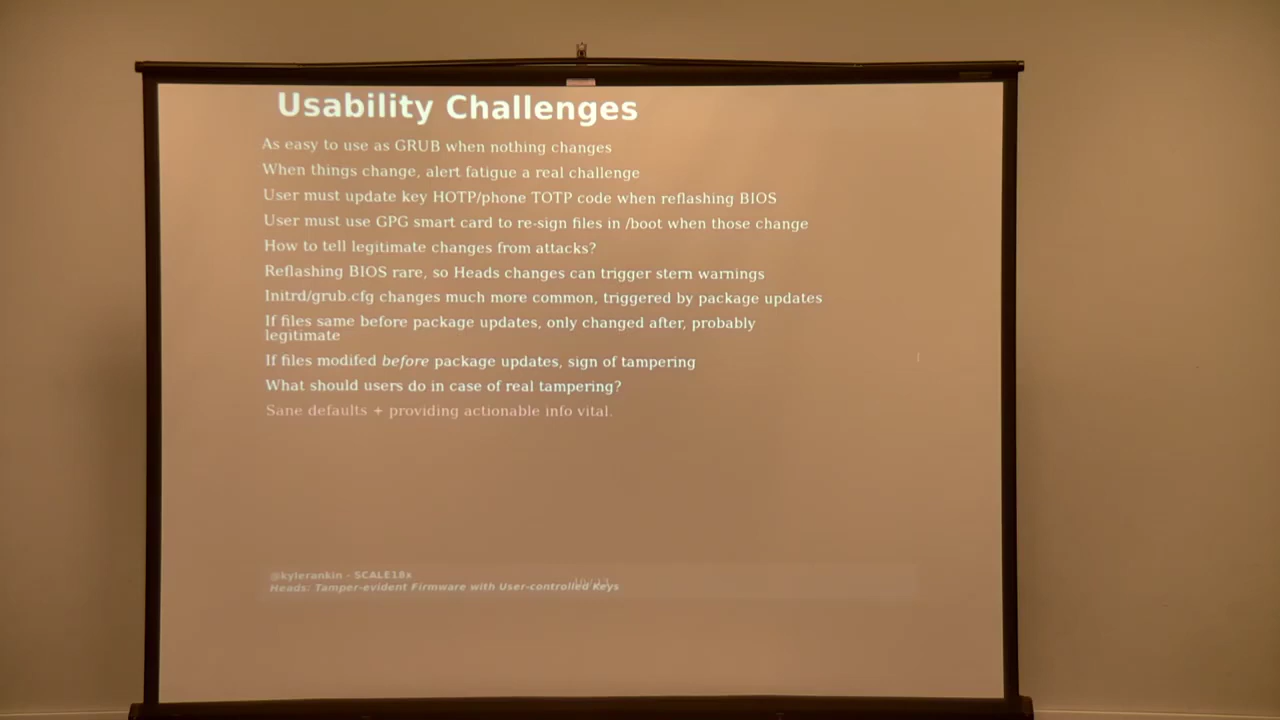 Usability Challenges
As easy to use as GRUB when nothing changes
When things change, alert fatigue a real challenge
User must update key HOTP/phone TOTP code when reflashing BIOS
User must use GPG smart card to re-sign files in /boot when those change
How to tell legitimate changes from attacks?
Reflashing BIOS rare, so Heads changes can trigger stern warnings
Initrd/grub.cfg changes much more common, triggered by package updates
If files same before package updates, only changed after, probably
legitimate
If files modifed before package updates, sign of tampering
What should users do in case of real tampering?
Sane defaults + providing actionable info vital.
@kylerankin - SCALE18x
Heads: Tamper-evident Firmware with User-controlled Keys